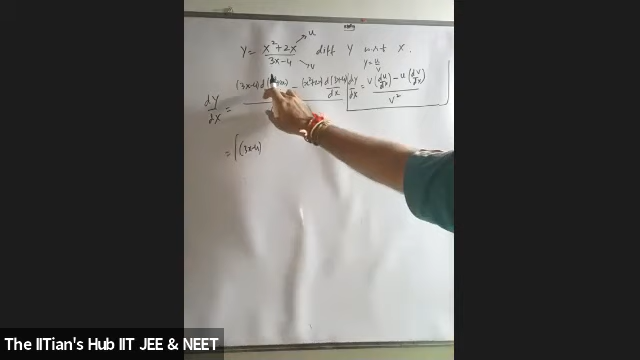 y = x²+2x / 3x-4 → u → v diff y w.r.t x.
y = u/v
dy/dx = (3x-4) d( - (x²+2x) d(3x-4)/dx
dy/dx = v(du/dx) - u(dv/dx) / v²
= [(3x-4)
The IITian's Hub IIT JEE & NEET